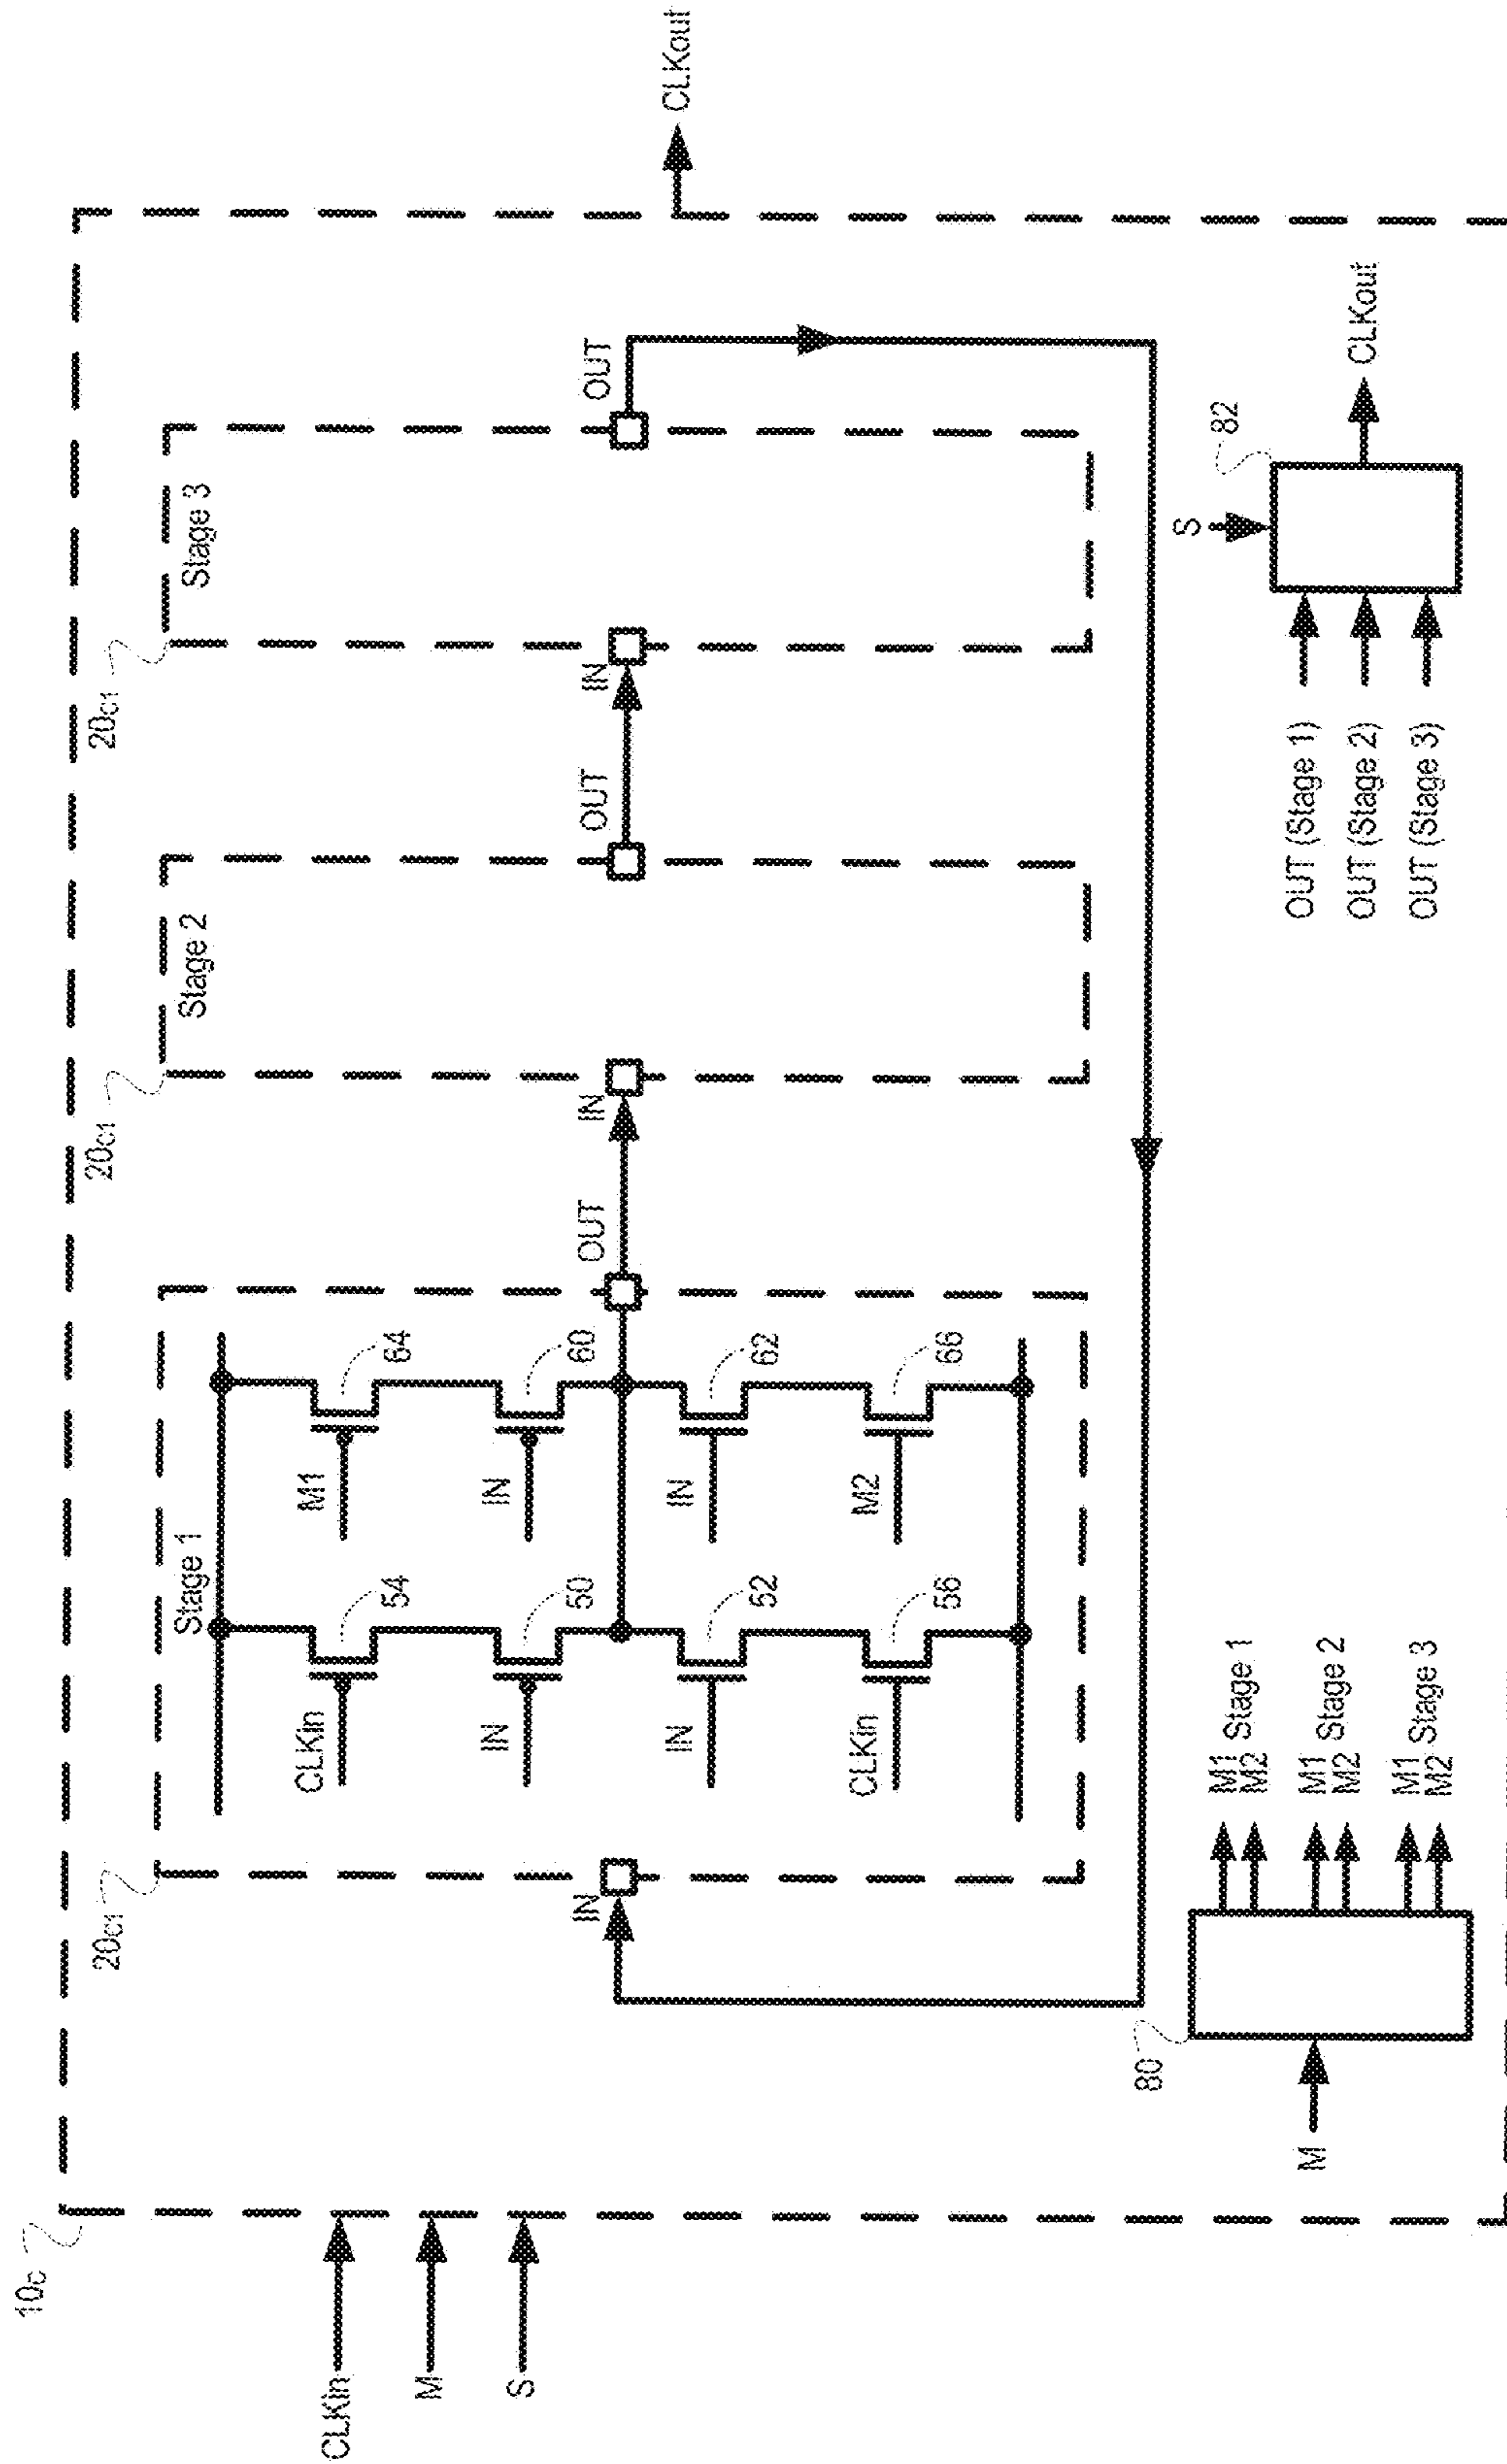 10c
CLKin
M
S
CLKout
20C1
Stage 1
CLKin
54
M1
64
IN
50
IN
60
IN
52
IN
62
CLKin
56
M2
66
IN
OUT
20C1
Stage 2
IN
OUT
20C1
Stage 3
IN
OUT
80
M
M1
M2
Stage 1
M1
M2
Stage 2
M1
M2
Stage 3
OUT (Stage 1)
OUT (Stage 2)
OUT (Stage 3)
S
82
CLKout